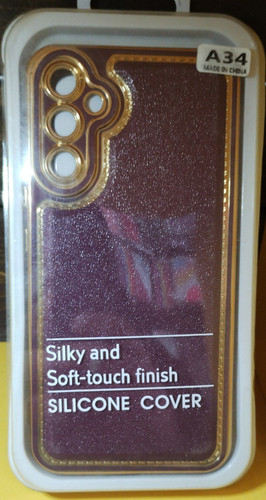 A34
MADE IN CHINA
Silky and
Soft-touch finish
SILICONE COVER